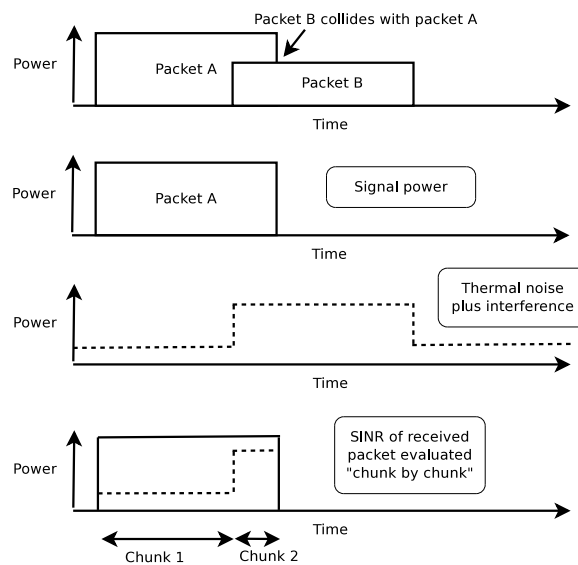 Packet B collides with packet A
Power
Packet A
Packet B
Time
Power
Packet A
Signal power
Time
Power
Thermal noise
plus interference
Time
Power
SINR of received
packet evaluated
"chunk by chunk"
Time
Chunk 1
Chunk 2